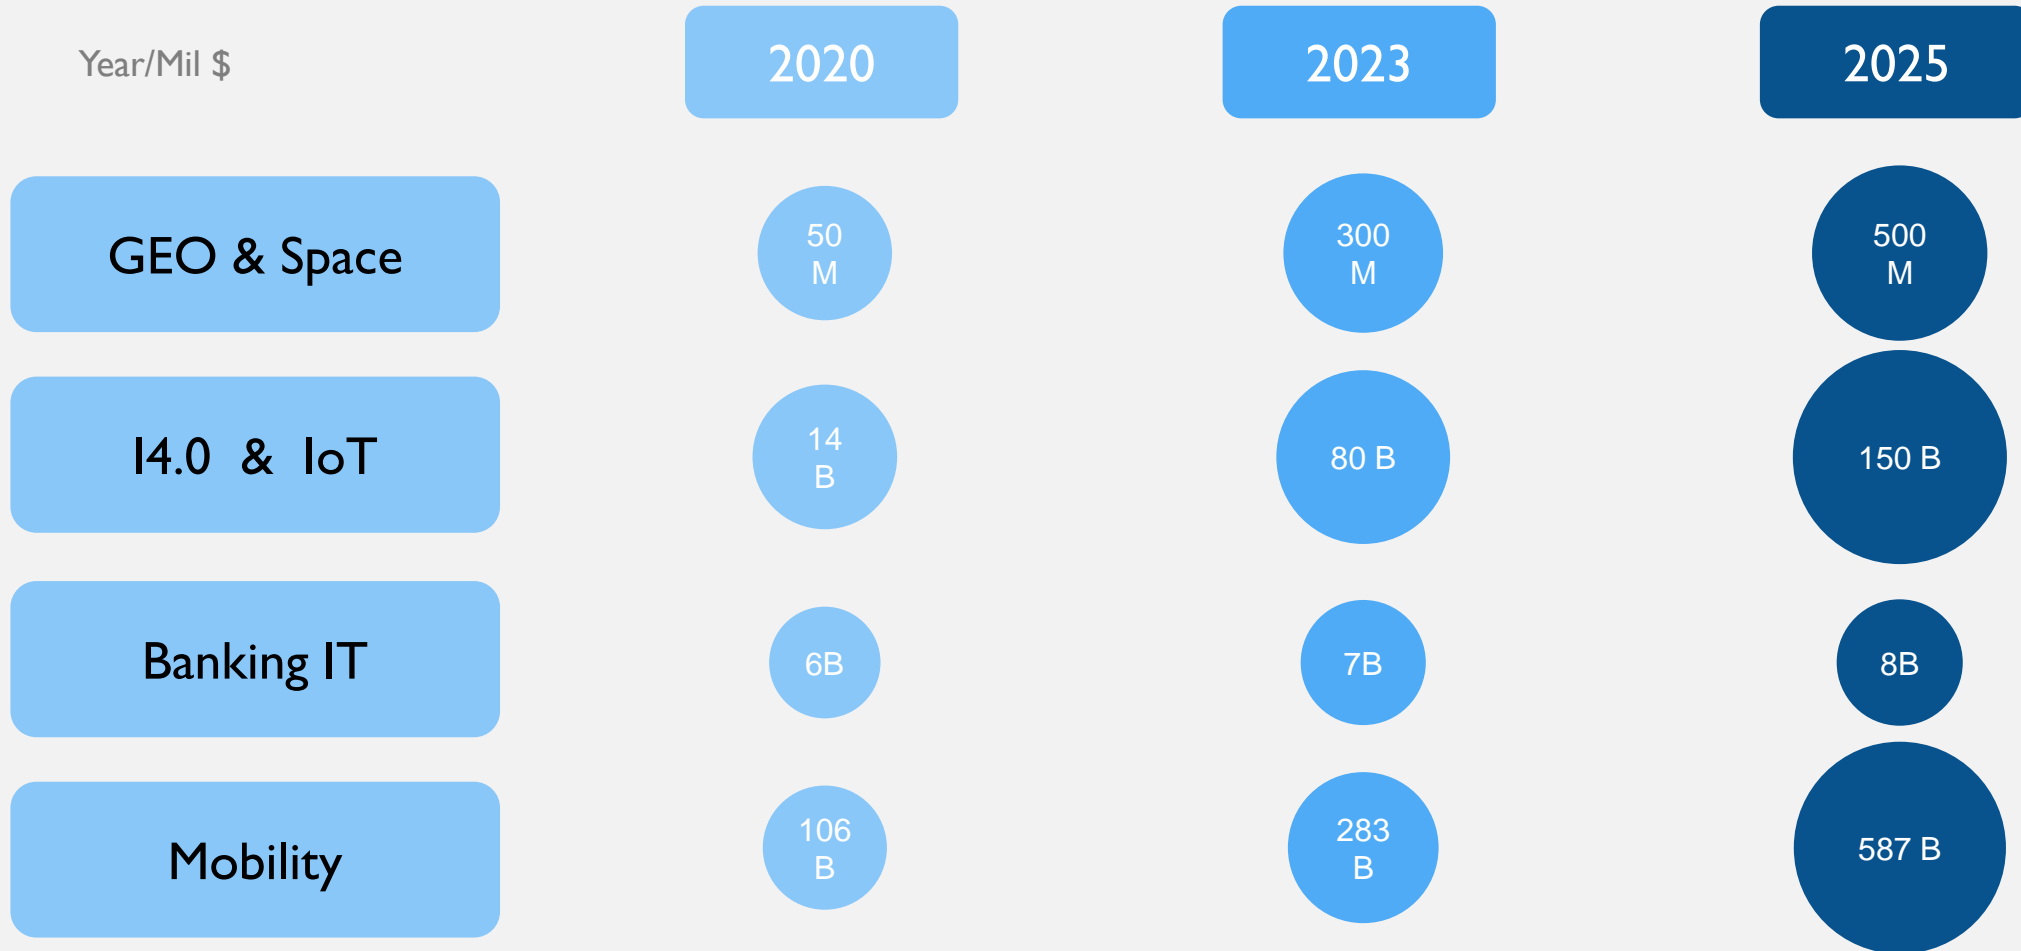 Year/Mil $
2020
2023
2025
GEO & Space
50
M
300
M
500
M
I4.0 & IoT
14
B
80 B
150 B
Banking IT
6B
7B
8B
Mobility
106
B
283
B
587 B